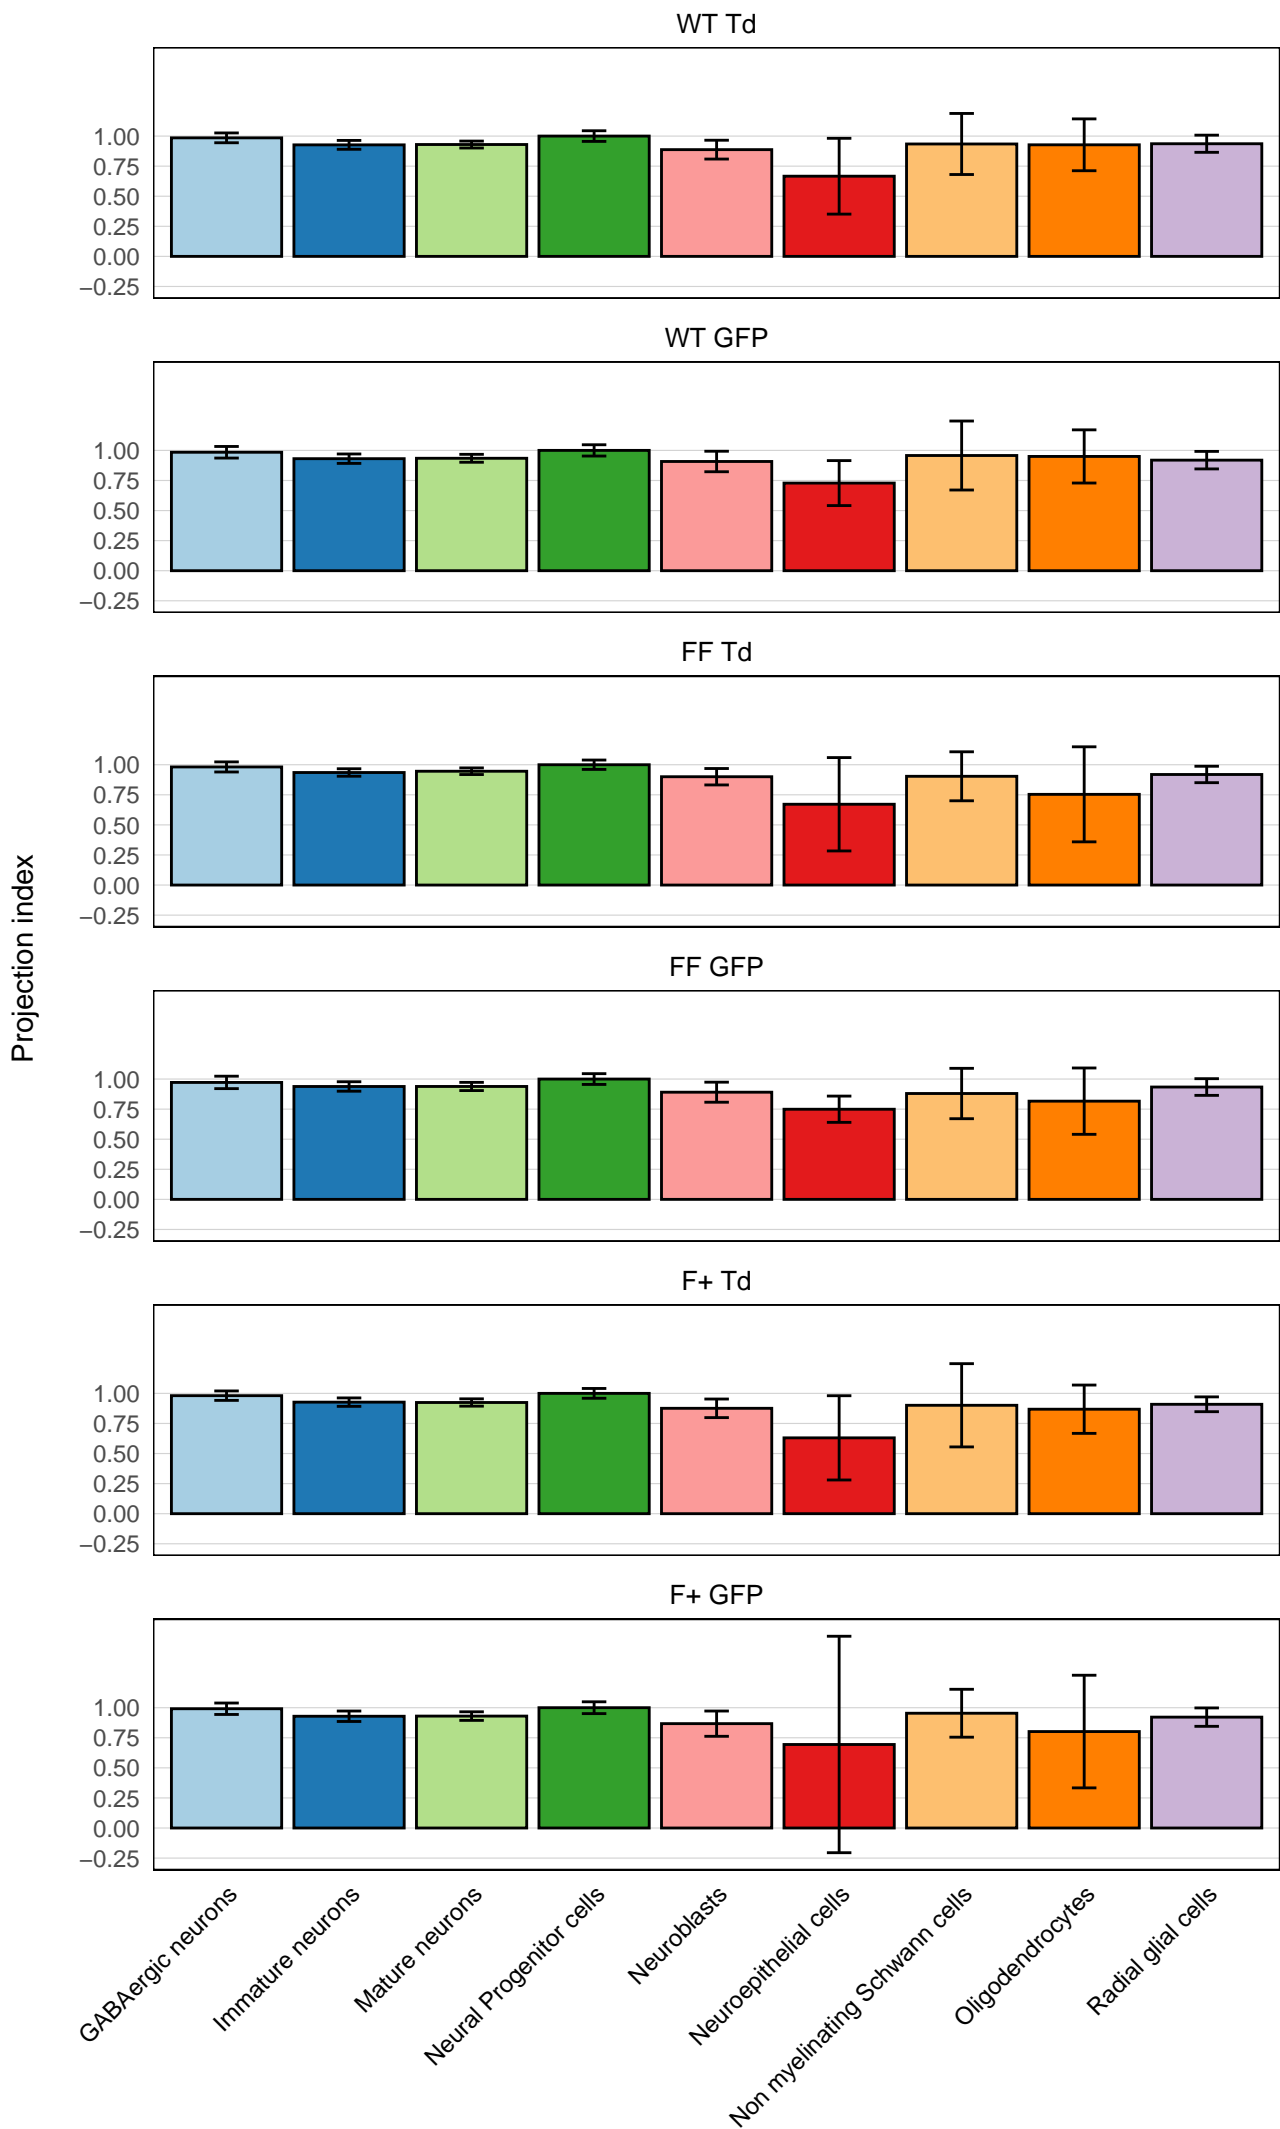 WT Td
1.00
0.75
0.50
0.25
0.00
−0.25
WT GFP
1.00
0.75
0.50
0.25
0.00
−0.25
FF Td
1.00
0.75
0.50
0.25
0.00
−0.25
Projection index
FF GFP
1.00
0.75
0.50
0.25
0.00
−0.25
F+ Td
1.00
0.75
0.50
0.25
0.00
−0.25
F+ GFP
1.00
0.75
0.50
0.25
0.00
−0.25
GABAergic neurons
Immature neurons
Mature neurons
Neural Progenitor cells
Neuroblasts
Neuroepithelial cells
Non myelinating Schwann cells
Oligodendrocytes
Radial glial cells